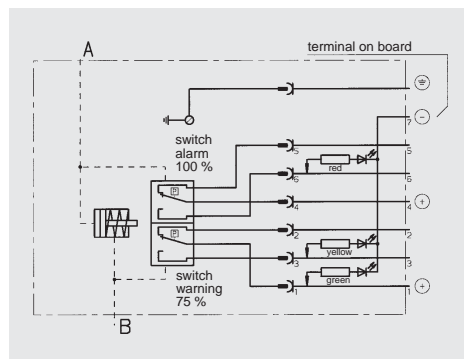 A
terminal on board
7
switch
alarm
100 %
5
5
red
6
6
P
4
4
2
2
P
yellow
3
3
switch
warning
75 %
green
1
1
B